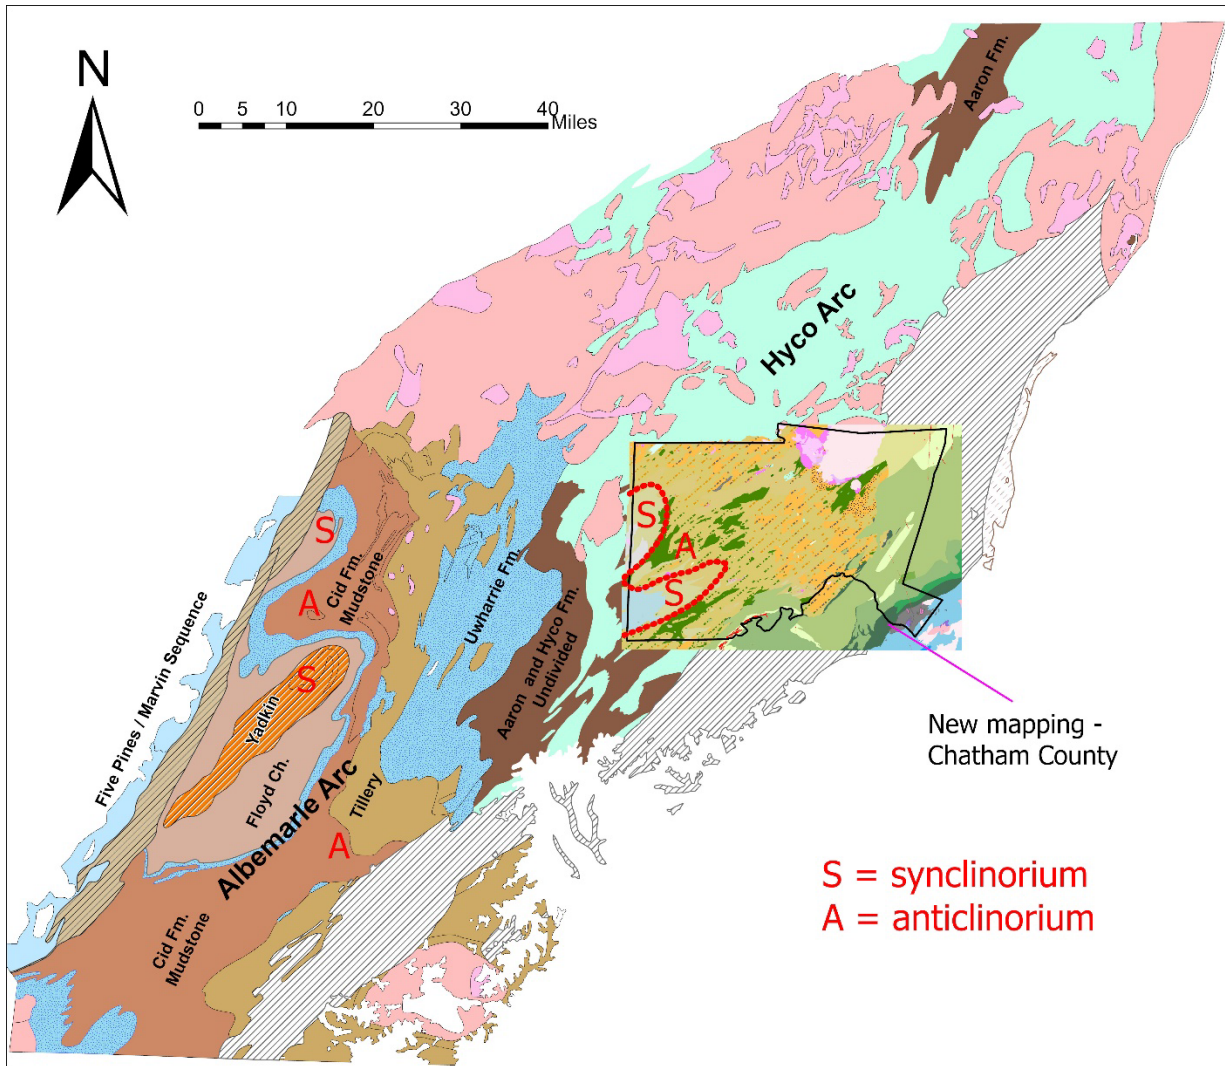 N
0 5 10 20 30 40
Miles
Aaron Fm.
Hyco Arc
S
A
S
S
A
Cid Fm.
Mudstone
Uwharrie Fm.
Aaron and Hyco Fm.
Undivided
Five Pines / Marvin Sequence
S
Yadkin
Floyd Ch.
Albemarle Arc
Tillery
A
Cid Fm.
Mudstone
New mapping -
Chatham County
S = synclinorium
A = anticlinorium